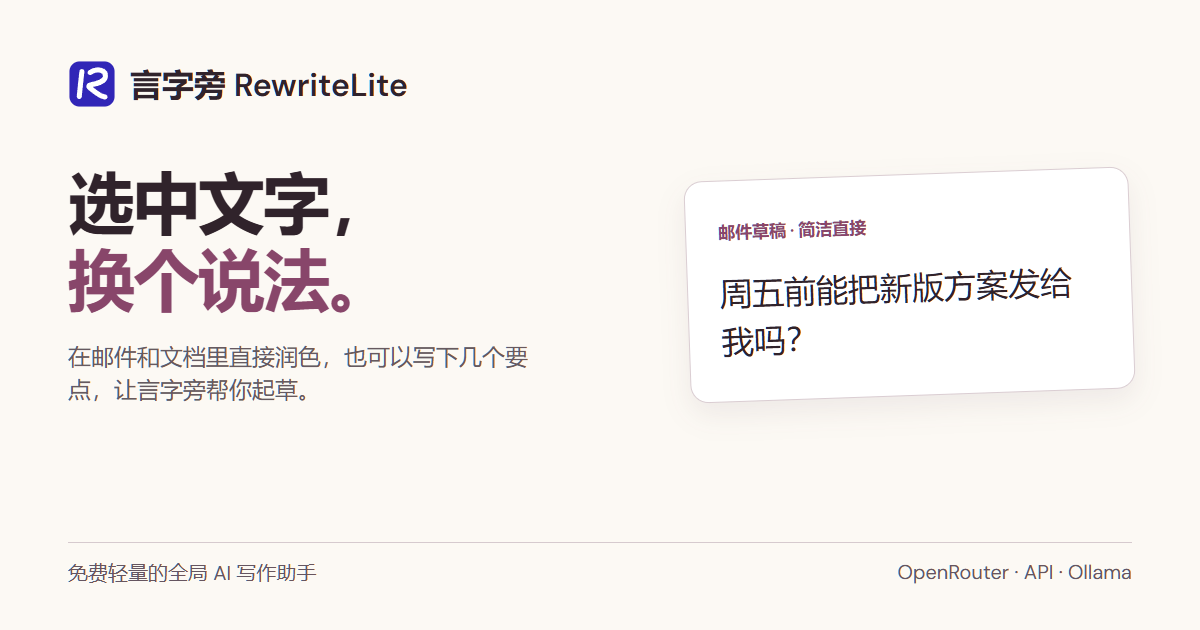 言字旁 RewriteLite
选中文字，
换个说法。
在邮件和文档里直接润色，也可以写下几个要
点，让言字旁帮你起草。
邮件草稿 · 简洁直接
周五前能把新版方案发给
我吗？
免费轻量的全局 AI 写作助手
OpenRouter · API · Ollama